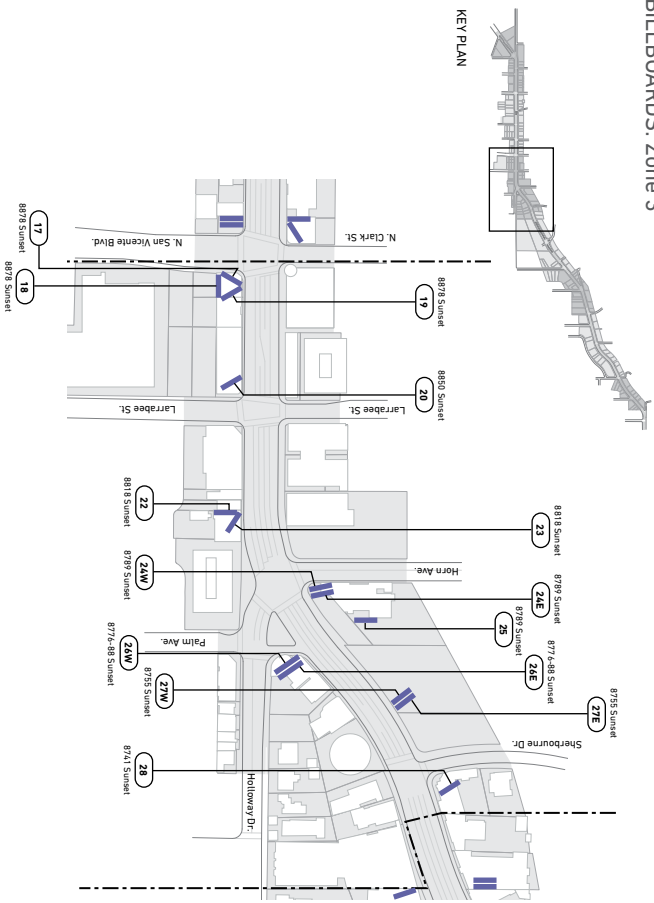 BILLBOARDS: Zone 3
KEY PLAN
N. Clark St.
N. San Vicente Blvd.
17
8878 Sunset
18
8878 Sunset
19
8878 Sunset
20
8850 Sunset
Larrabee St.
Larrabee St.
22
8818 Sunset
23
8818 Sunset
Horn Ave.
24W
8789 Sunset
24E
8789 Sunset
25
8789 Sunset
Palm Ave.
26W
8776-88 Sunset
26E
8776-88 Sunset
27W
8755 Sunset
27E
8755 Sunset
Sherbourne Dr.
28
8741 Sunset
Holloway Dr.